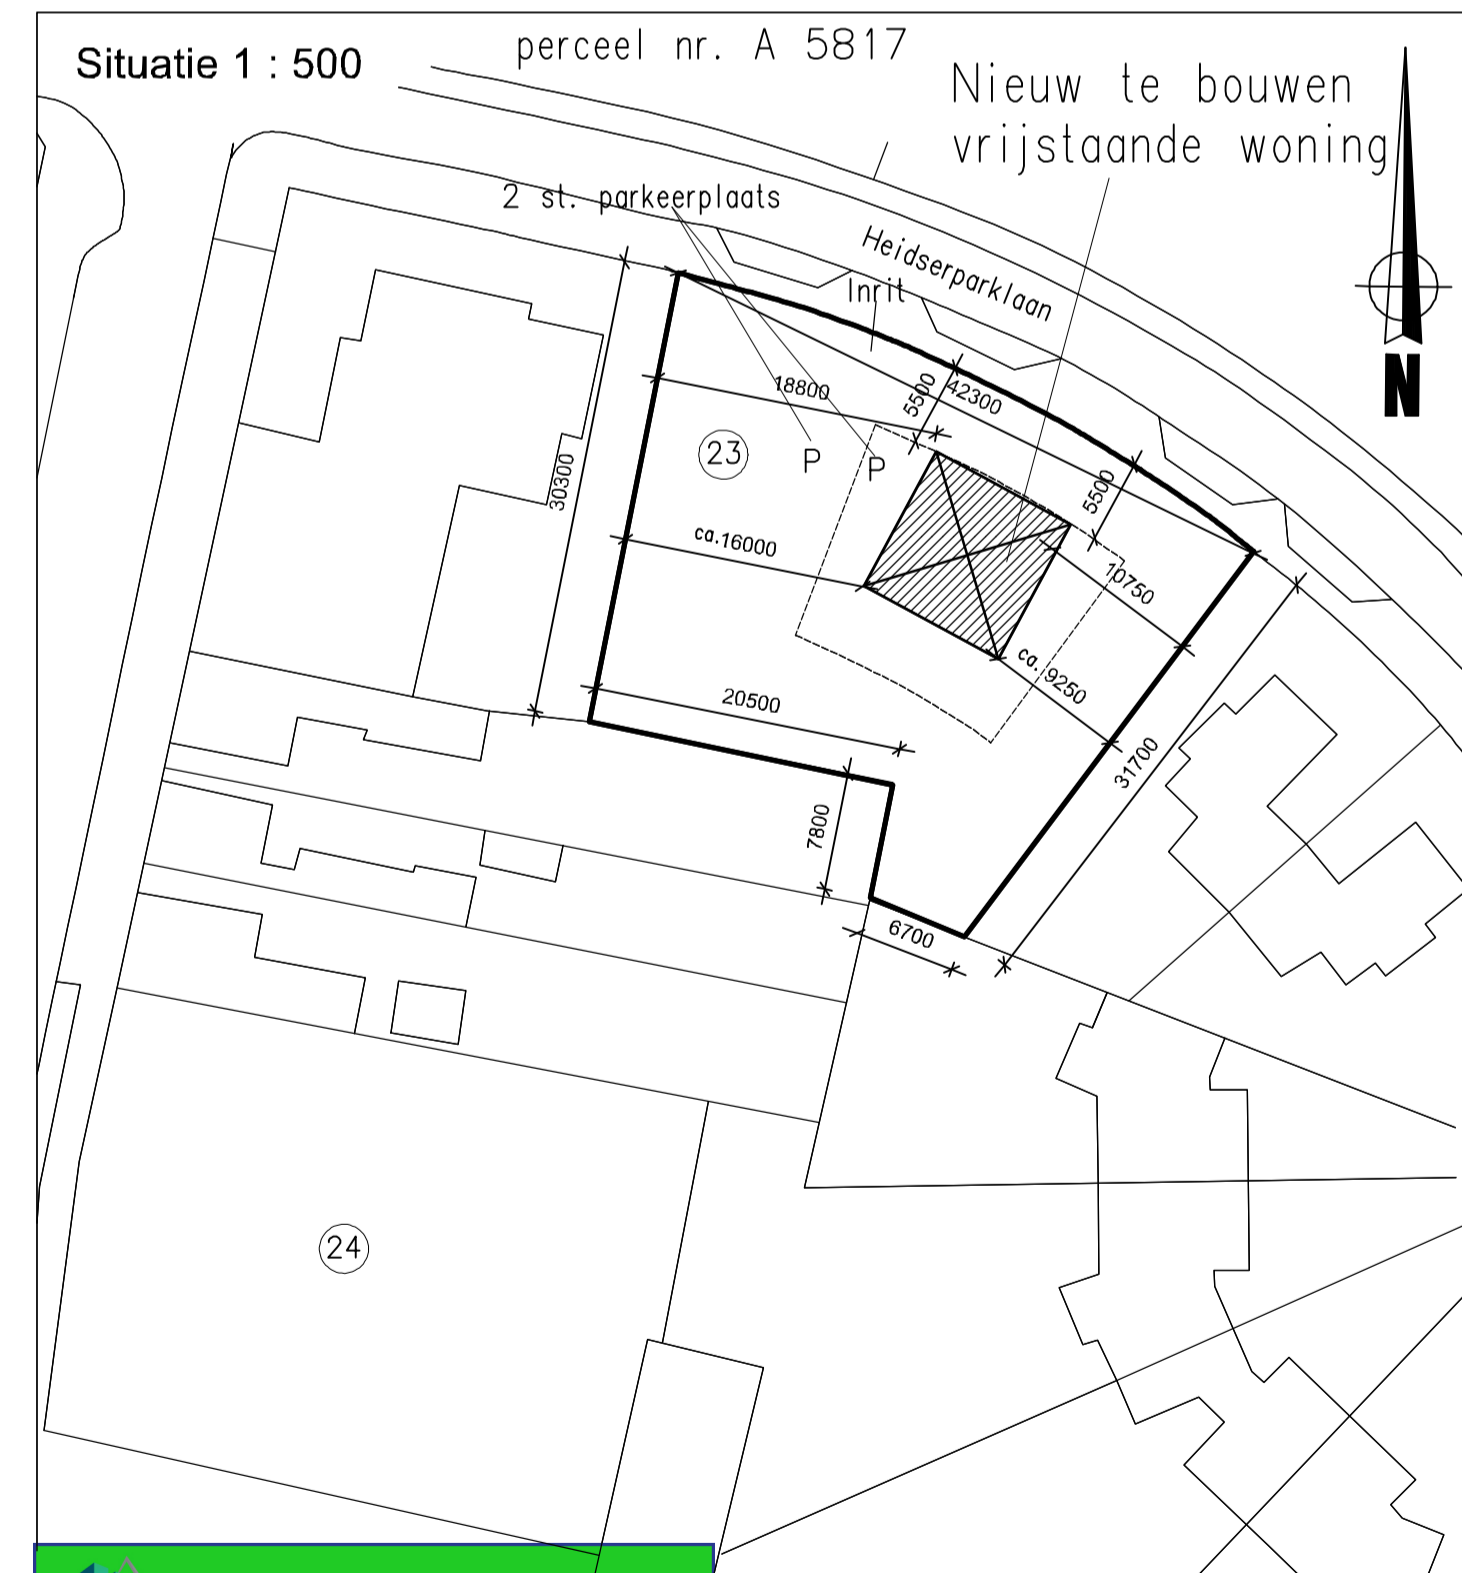 Situatie 1 : 500
perceel nr. A 5817
Nieuw te bouwen
vrijstaande woning
2 st. parkeerplaats
Heidserparklaan
Inrit
N
18800
5500
42300
23
P
P
30300
5500
ca.16000
10750
ca. 9250
20500
31700
7800
6700
24